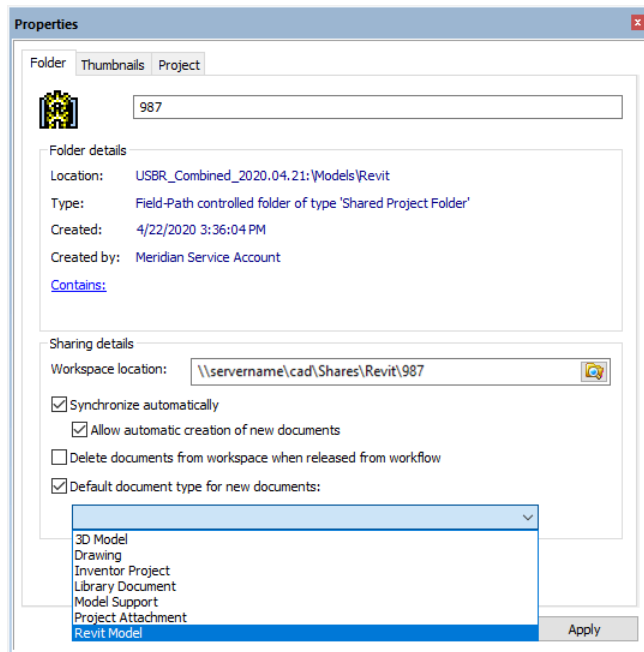 Properties
Folder Thumbnails Project
987
Folder details
Location: USBR_Combined_2020.04.21:\Models\Revit
Type: Field-Path controlled folder of type 'Shared Project Folder'
Created: 4/22/2020 3:36:04 PM
Created by: Meridian Service Account
Contains:
Sharing details
Workspace location: \\servername\cad\Shares\Revit\987
Synchronize automatically
Allow automatic creation of new documents
Delete documents from workspace when released from workflow
Default document type for new documents:
3D Model
Drawing
Inventor Project
Library Document
Model Support
Project Attachment
Revit Model
Apply